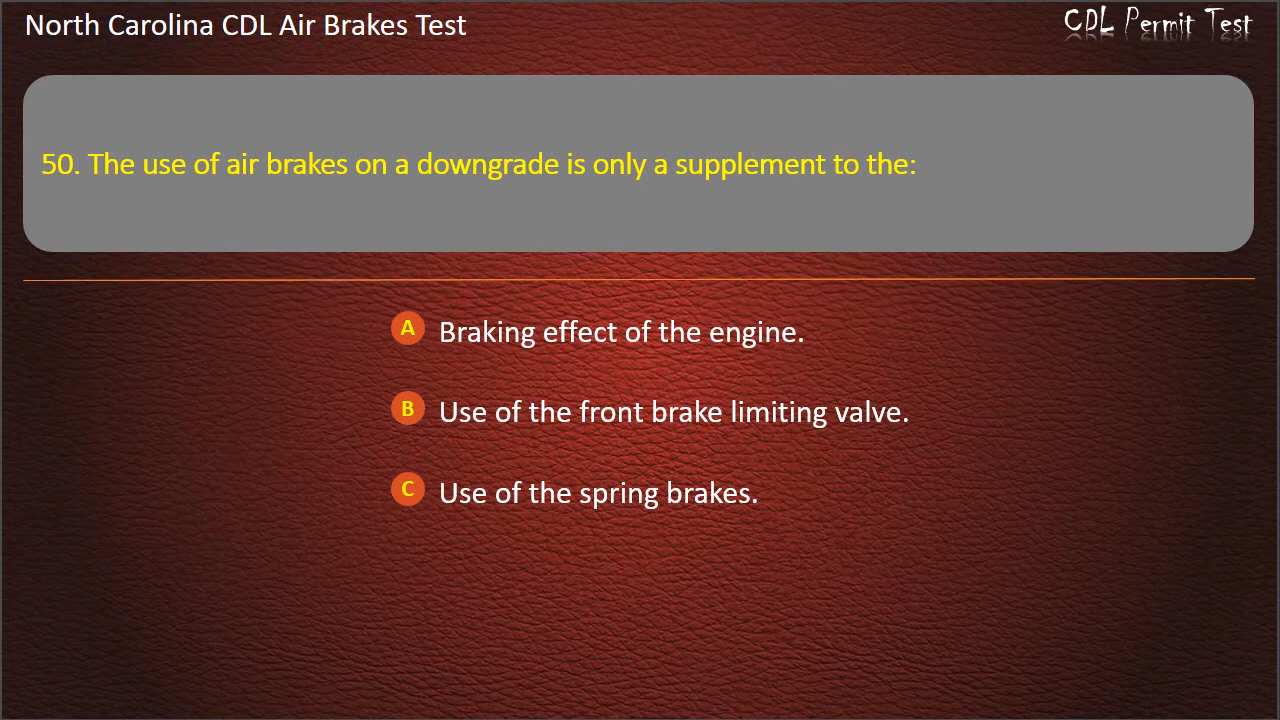 North Carolina CDL Air Brakes Test
CDL Permit Test
50. The use of air brakes on a downgrade is only a supplement to the:
A Braking effect of the engine.
B Use of the front brake limiting valve.
C Use of the spring brakes.